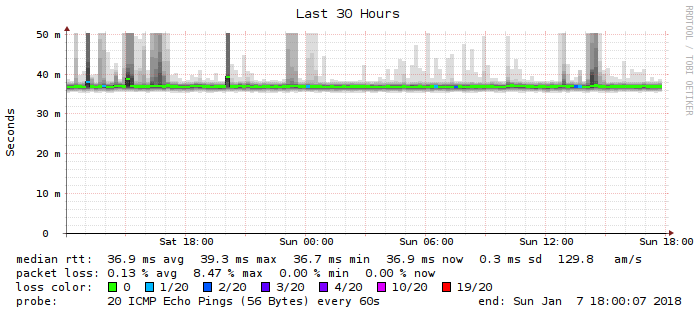 Last 30 Hours
RRDTOOL / TOBI OETIKER
Seconds
50 m
40 m
30 m
20 m
10 m
0
Sat 18:00 Sun 00:00 Sun 06:00 Sun 12:00 Sun 18:00
median rtt: 36.9 ms avg 39.3 ms max 36.7 ms min 36.9 ms now 0.3 ms sd 129.8 am/s
packet loss: 0.13 % avg 8.47 % max 0.00 % min 0.00 % now
loss color: 0 1/20 2/20 3/20 4/20 10/20 19/20
probe: 20 ICMP Echo Pings (56 Bytes) every 60s end: Sun Jan 7 18:00:07 2018